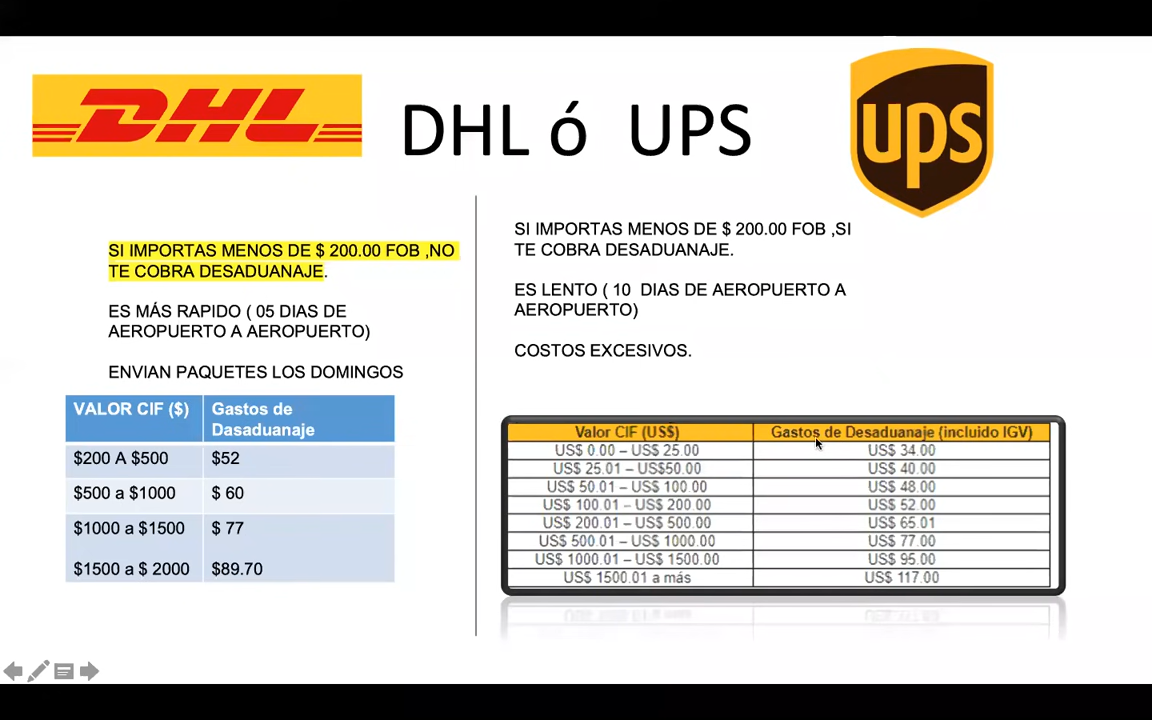 DHL
DHL ó UPS
ups
SI IMPORTAS MENOS DE $ 200.00 FOB ,NO
TE COBRA DESADUANAJE.
ES MÁS RAPIDO ( 05 DIAS DE
AEROPUERTO A AEROPUERTO)
ENVIAN PAQUETES LOS DOMINGOS
VALOR CIF ($) Gastos de
Dasaduanaje
$200 A $500 $52
$500 a $1000 $ 60
$1000 a $1500 $ 77
$1500 a $ 2000 $89.70
SI IMPORTAS MENOS DE $ 200.00 FOB ,SI
TE COBRA DESADUANAJE.
ES LENTO ( 10 DIAS DE AEROPUERTO A
AEROPUERTO)
COSTOS EXCESIVOS.
Valor CIF (US$) Gastos de Desaduanaje (incluido IGV)
US$ 0.00 – US$ 25.00 US$ 34.00
US$ 25.01 – US$50.00 US$ 40.00
US$ 50.01 – US$ 100.00 US$ 48.00
US$ 100.01 – US$ 200.00 US$ 52.00
US$ 200.01 – US$ 500.00 US$ 65.01
US$ 500.01 – US$ 1000.00 US$ 77.00
US$ 1000.01 – US$ 1500.00 US$ 95.00
US$ 1500.01 a más US$ 117.00